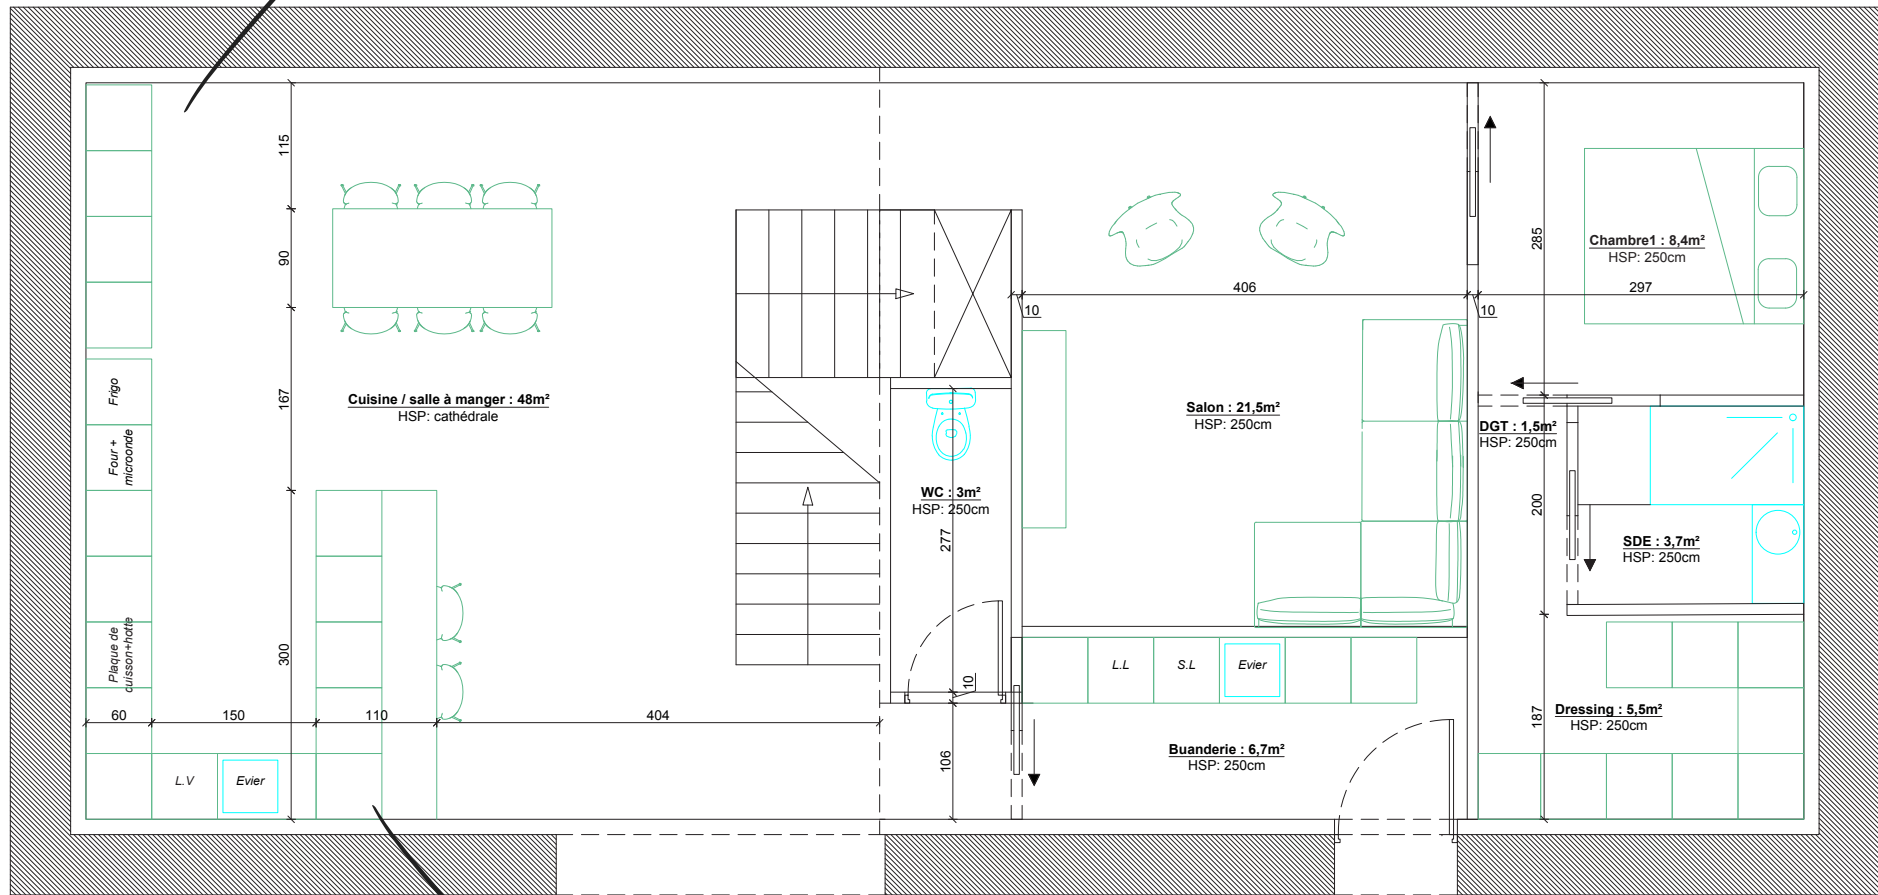 115
90
167
300
Frigo
Four +
microonde
Plaque de
cuisson+hotte
60
150
110
404
L.V
Evier
Cuisine / salle à manger : 48m²
HSP: cathédrale
WC : 3m²
HSP: 250cm
277
10
106
10
406
10
297
Salon : 21,5m²
HSP: 250cm
L.L
S.L
Evier
Buanderie : 6,7m²
HSP: 250cm
285
Chambre1 : 8,4m²
HSP: 250cm
DGT : 1,5m²
HSP: 250cm
200
SDE : 3,7m²
HSP: 250cm
187
Dressing : 5,5m²
HSP: 250cm